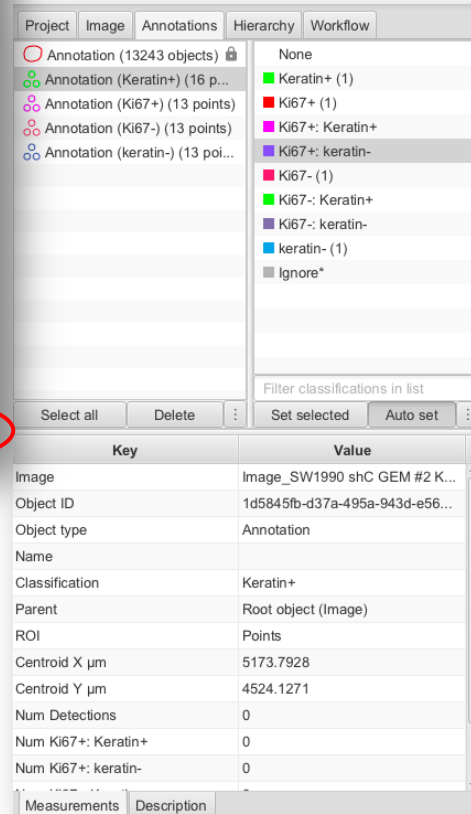 Project Image Annotations Hierarchy Workflow
Annotation (13243 objects)
Annotation (Keratin+) (16 p...
Annotation (Ki67+) (13 points)
Annotation (Ki67-) (13 points)
Annotation (keratin-) (13 poi...
None
Keratin+ (1)
Ki67+ (1)
Ki67+: Keratin+
Ki67+: keratin-
Ki67- (1)
Ki67-: Keratin+
Ki67-: keratin-
keratin- (1)
Ignore*
Filter classifications in list
Select all Delete ⋮ Set selected Auto set ⋮
Key Value
Image Image_SW1990 shC GEM #2 K...
Object ID 1d5845fb-d37a-495a-943d-e56...
Object type Annotation
Name
Classification Keratin+
Parent Root object (Image)
ROI Points
Centroid X µm 5173.7928
Centroid Y µm 4524.1271
Num Detections 0
Num Ki67+: Keratin+ 0
Num Ki67+: keratin- 0
Measurements Description